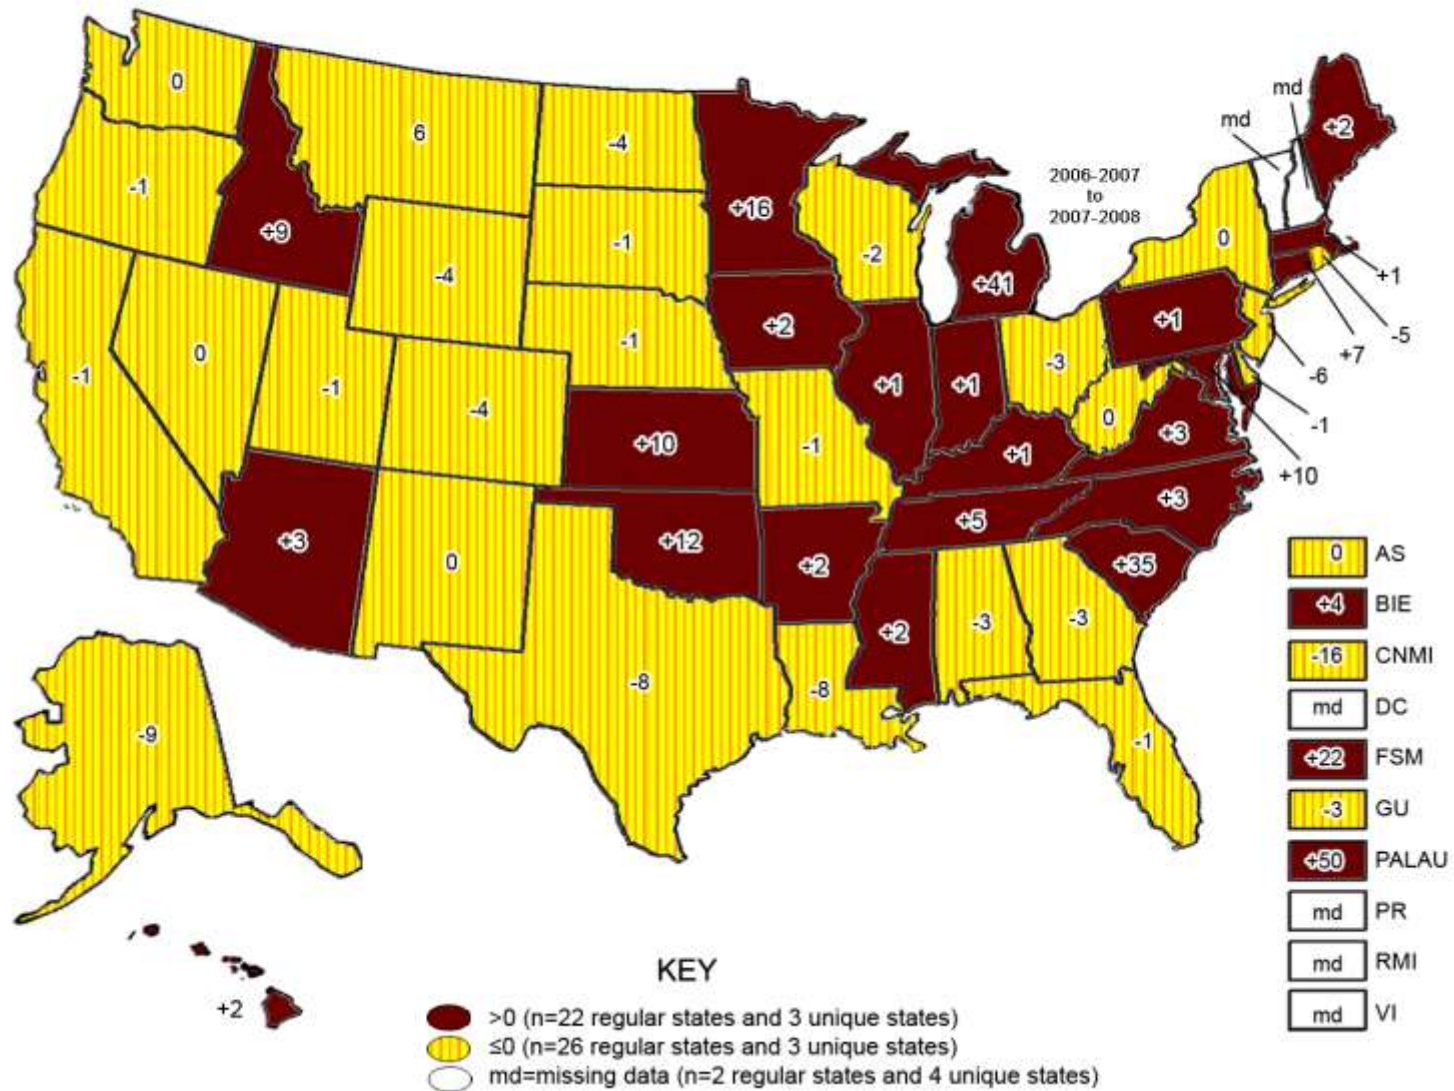 md
md
+2
0
6
-4
-1
+9
+16
2006-2007
to
2007-2008
-2
0
-1
-4
+41
+1
-5
+7
-6
-1
+10
+2
-1
+1
-1
0
-1
-4
+1
+1
-3
0
+10
-1
+1
+3
+3
+3
0
+12
+2
+5
+35
+2
-3
-3
-8
-8
-1
-9
+2
0 AS
+4 BIE
-16 CNMI
md DC
+22 FSM
-3 GU
+50 PALAU
md PR
md RMI
md VI
KEY
>0 (n=22 regular states and 3 unique states)
≤0 (n=26 regular states and 3 unique states)
md=missing data (n=2 regular states and 4 unique states)